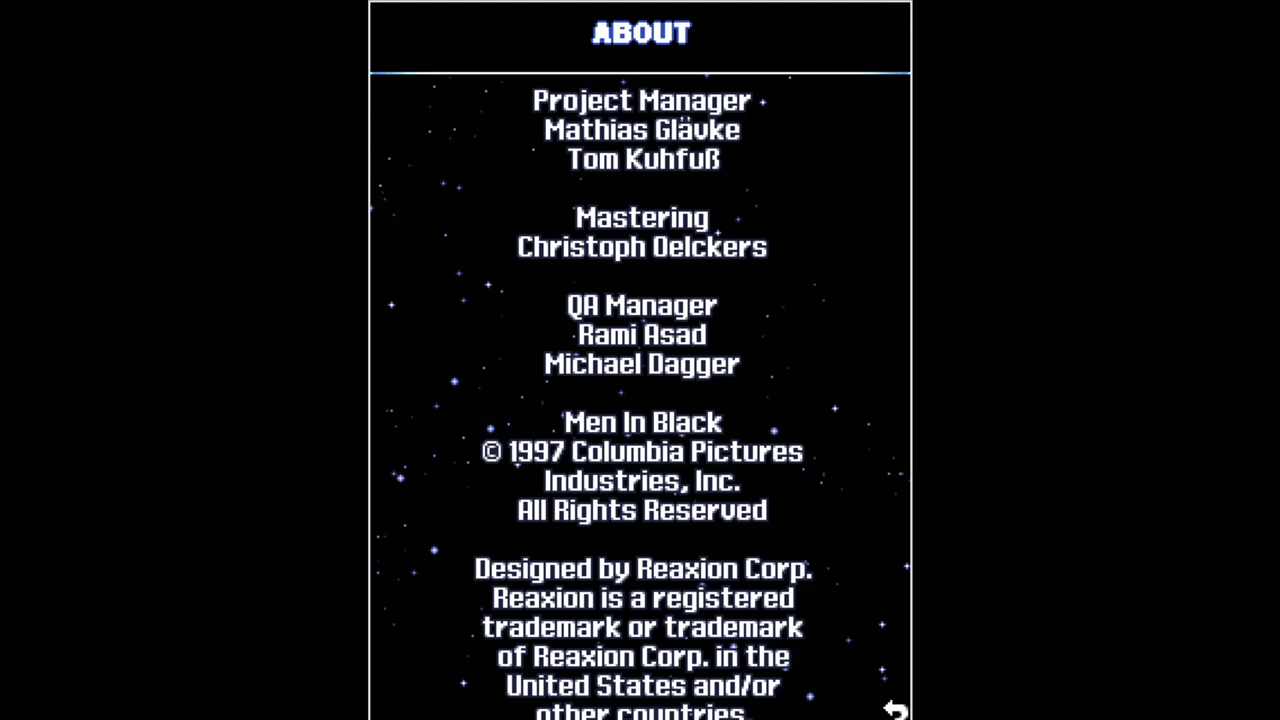 ABOUT
Project Manager
Mathias Glävke
Tom Kuhfuß
Mastering
Christoph Oelckers
QA Manager
Rami Asad
Michael Dagger
Men In Black
© 1997 Columbia Pictures
Industries, Inc.
All Rights Reserved
Designed by Reaxion Corp.
Reaxion is a registered
trademark or trademark
of Reaxion Corp. in the
United States and/or
other countries.